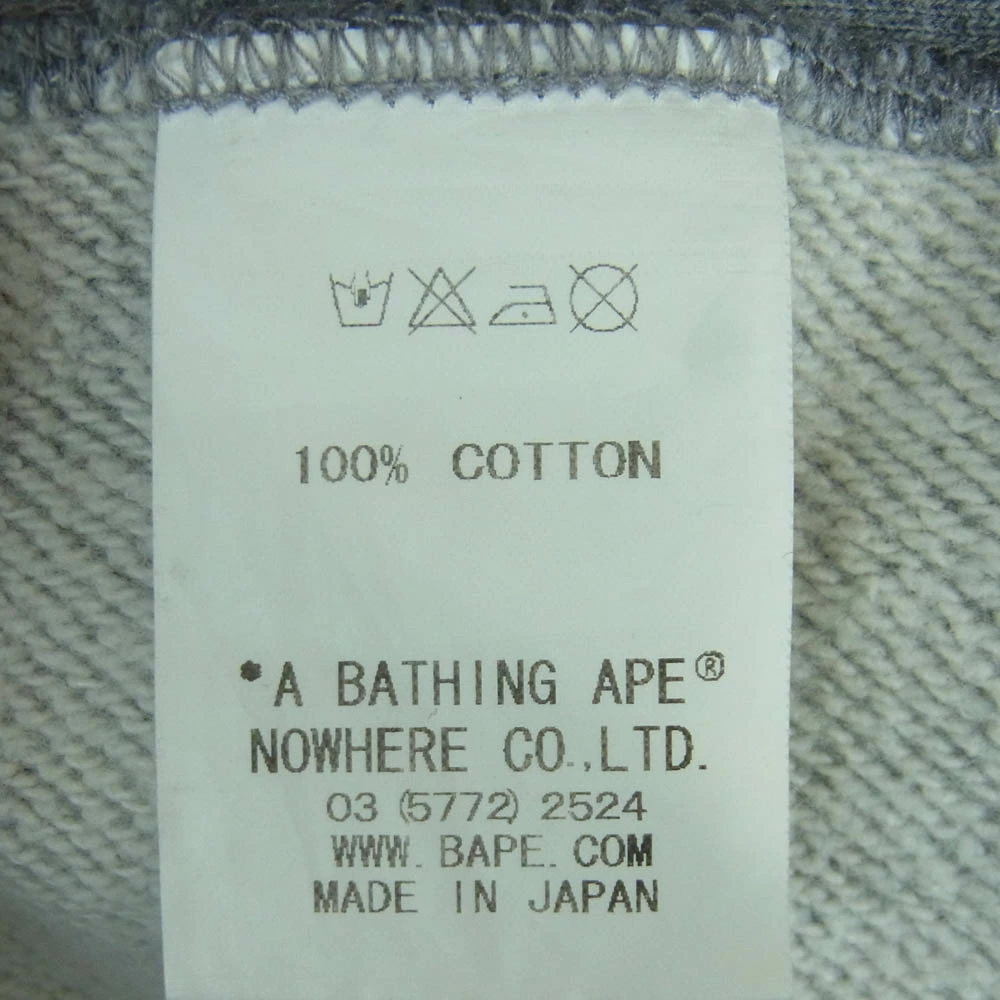 100% COTTON
*A BATHING APE®
NOWHERE CO.,LTD.
03 (5772) 2524
WWW.BAPE.COM
MADE IN JAPAN